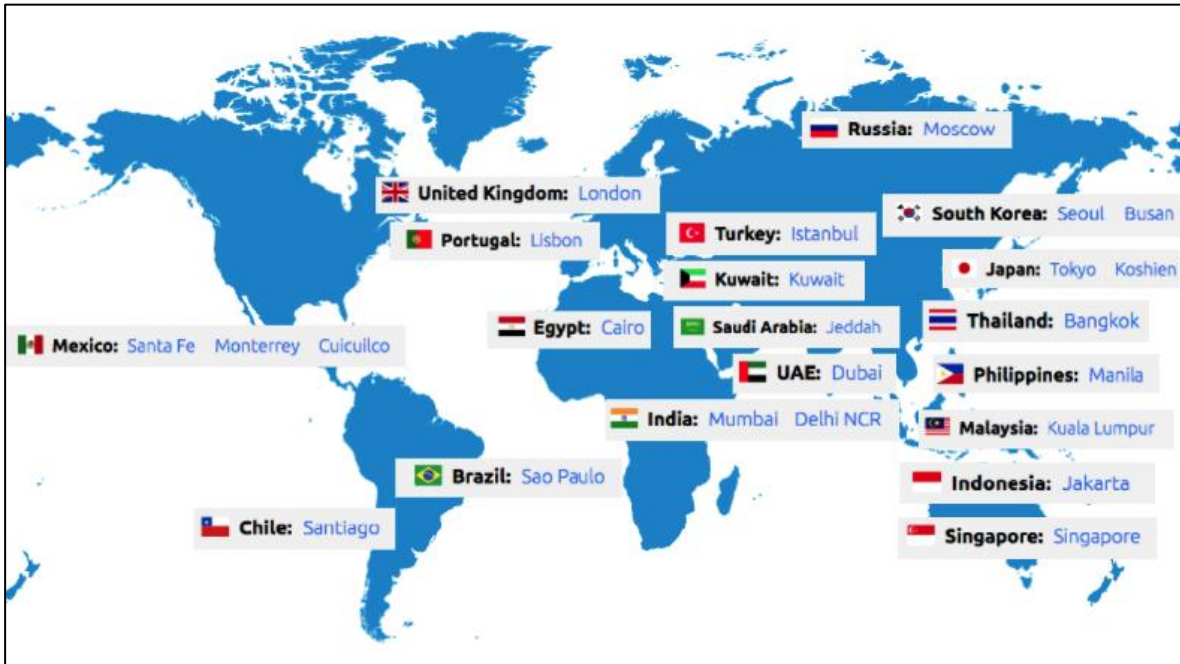 Russia: Moscow
United Kingdom: London
South Korea: Seoul Busan
Portugal: Lisbon
Turkey: Istanbul
Japan: Tokyo Koshien
Kuwait: Kuwait
Egypt: Cairo
Saudi Arabia: Jeddah
Thailand: Bangkok
Mexico: Santa Fe Monterrey Cuicuilco
UAE: Dubai
Philippines: Manila
India: Mumbai Delhi NCR
Malaysia: Kuala Lumpur
Brazil: Sao Paulo
Indonesia: Jakarta
Chile: Santiago
Singapore: Singapore